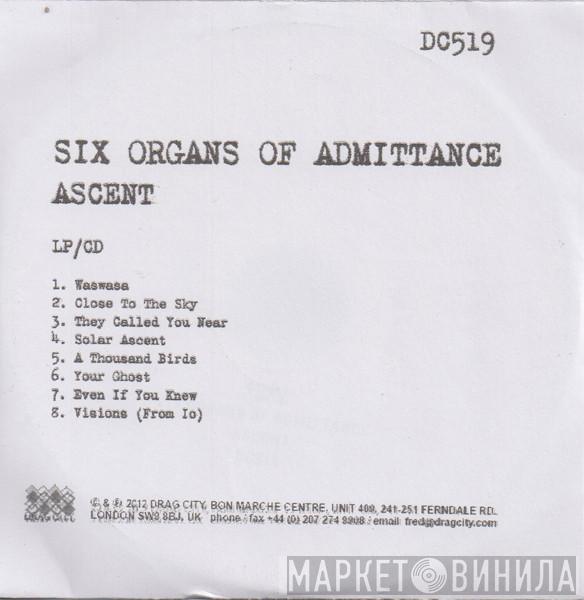 DC519
SIX ORGANS OF ADMITTANCE
ASCENT
LP/CD
1. Waswasa
2. Close To The Sky
3. They Called You Near
4. Solar Ascent
5. A Thousand Birds
6. Your Ghost
7. Even If You Knew
8. Visions (From Io)
© & ℗ 2012 DRAG CITY, BON MARCHE CENTRE, UNIT 409, 241-251 FERNDALE RD.
LONDON SW9 8BJ, UK phone / fax +44 (0) 207 274 9908 : email: fred@dragcity.com
DRAG CITY
МАРКЕТ ВИНИЛА